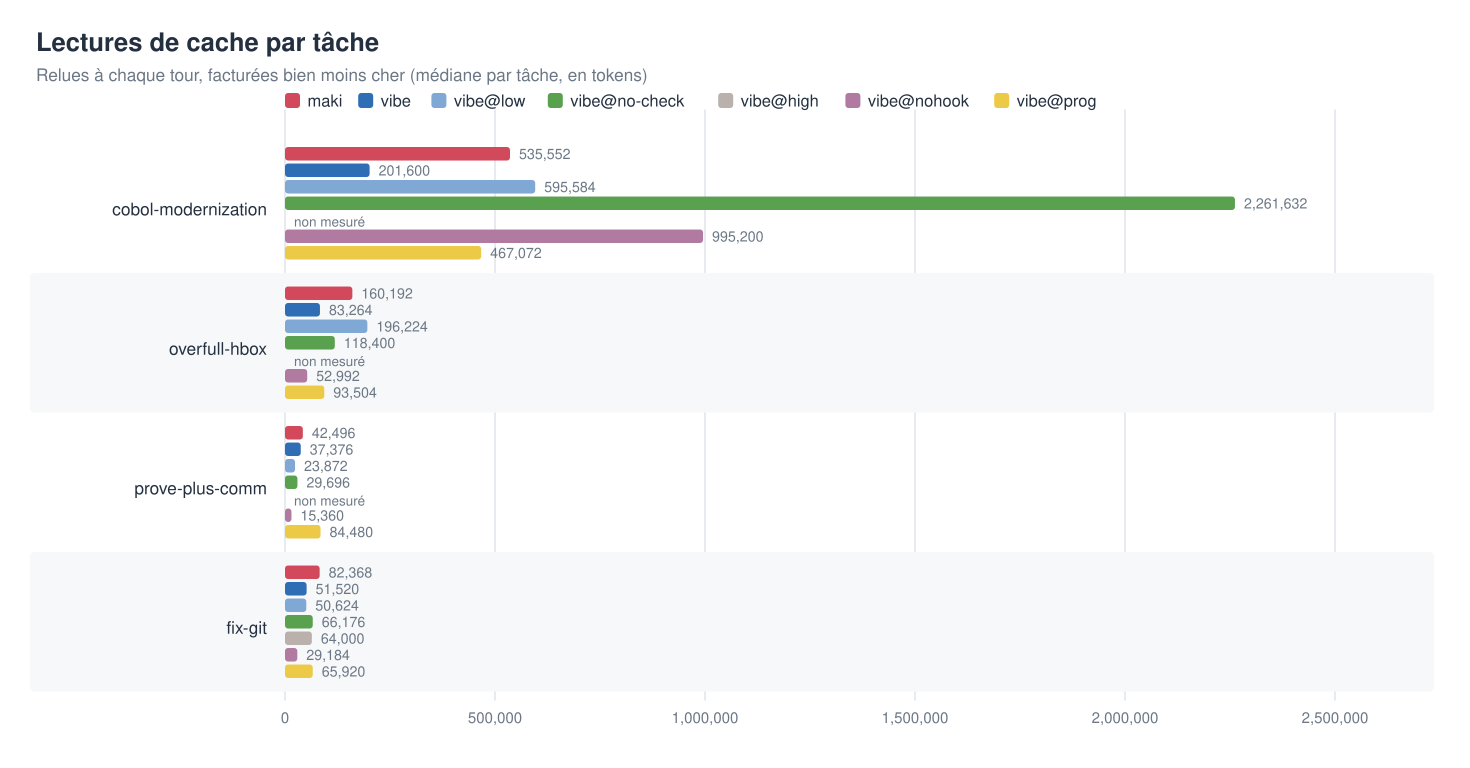 Lectures de cache par tâche
Relues à chaque tour, facturées bien moins cher (médiane par tâche, en tokens)
maki vibe vibe@low vibe@no-check vibe@high vibe@nohook vibe@prog
cobol-modernization
535,552
201,600
595,584
2,261,632
non mesuré
995,200
467,072
overfull-hbox
160,192
83,264
196,224
118,400
non mesuré
52,992
93,504
prove-plus-comm
42,496
37,376
23,872
29,696
non mesuré
15,360
84,480
fix-git
82,368
51,520
50,624
66,176
64,000
29,184
65,920
0 500,000 1,000,000 1,500,000 2,000,000 2,500,000